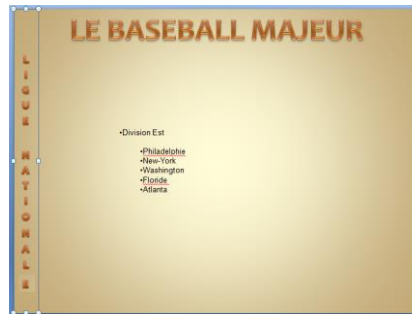 LE BASEBALL MAJEUR
LIGUE NATIONALE
•Division Est
•Philadelphie
•New-York
•Washington
•Floride
•Atlanta